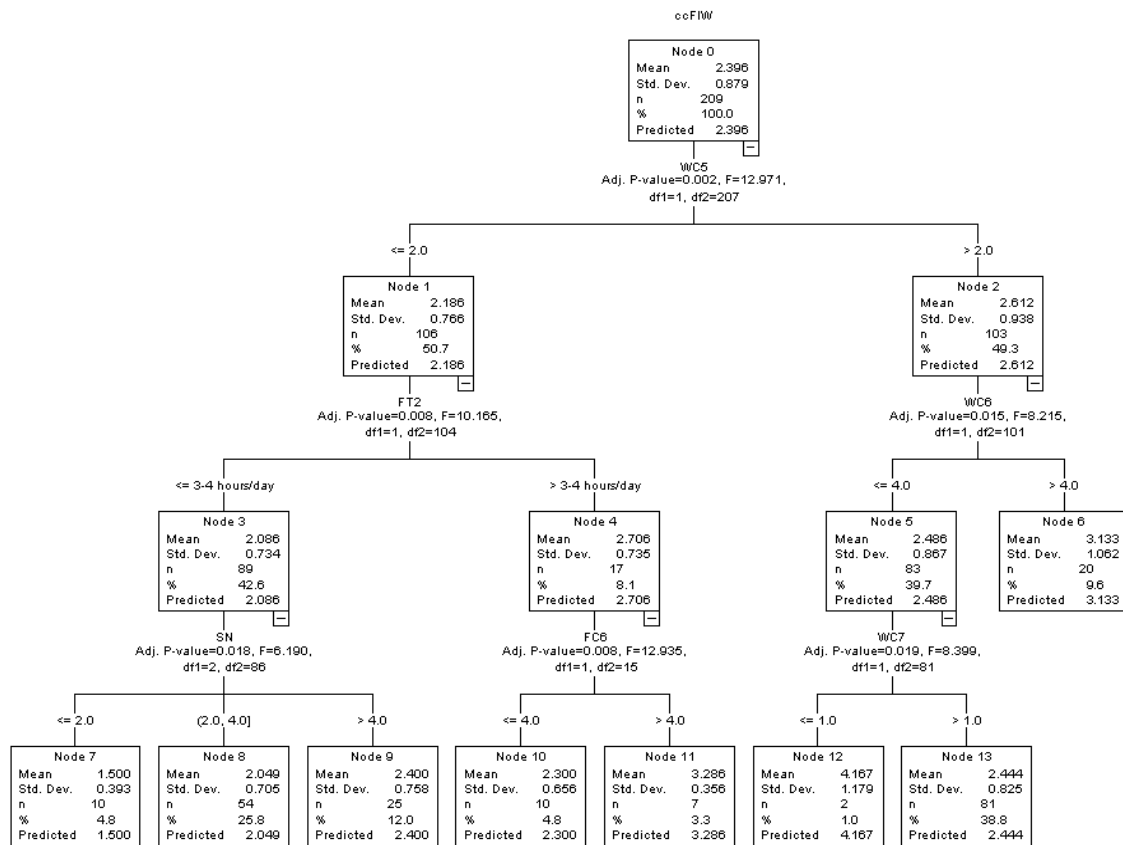 ccFIW
Node 0
Mean 2.396
Std. Dev. 0.879
n 209
% 100.0
Predicted 2.396
WC5
Adj. P-value=0.002, F=12.971,
df1=1, df2=207
<= 2.0
> 2.0
Node 1
Mean 2.186
Std. Dev. 0.766
n 106
% 50.7
Predicted 2.186
Node 2
Mean 2.612
Std. Dev. 0.938
n 103
% 49.3
Predicted 2.612
FT2
Adj. P-value=0.008, F=10.165,
df1=1, df2=104
WC6
Adj. P-value=0.015, F=8.215,
df1=1, df2=101
<= 3-4 hours/day
> 3-4 hours/day
<= 4.0
> 4.0
Node 3
Mean 2.086
Std. Dev. 0.734
n 89
% 42.6
Predicted 2.086
Node 4
Mean 2.706
Std. Dev. 0.735
n 17
% 8.1
Predicted 2.706
Node 5
Mean 2.486
Std. Dev. 0.867
n 83
% 39.7
Predicted 2.486
Node 6
Mean 3.133
Std. Dev. 1.062
n 20
% 9.6
Predicted 3.133
SN
Adj. P-value=0.018, F=6.190,
df1=2, df2=86
FC6
Adj. P-value=0.008, F=12.935,
df1=1, df2=15
WC7
Adj. P-value=0.019, F=8.399,
df1=1, df2=81
<= 2.0
(2.0, 4.0]
> 4.0
<= 4.0
> 4.0
<= 1.0
> 1.0
Node 7
Mean 1.500
Std. Dev. 0.393
n 10
% 4.8
Predicted 1.500
Node 8
Mean 2.049
Std. Dev. 0.705
n 54
% 25.8
Predicted 2.049
Node 9
Mean 2.400
Std. Dev. 0.758
n 25
% 12.0
Predicted 2.400
Node 10
Mean 2.300
Std. Dev. 0.656
n 10
% 4.8
Predicted 2.300
Node 11
Mean 3.286
Std. Dev. 0.356
n 7
% 3.3
Predicted 3.286
Node 12
Mean 4.167
Std. Dev. 1.179
n 2
% 1.0
Predicted 4.167
Node 13
Mean 2.444
Std. Dev. 0.825
n 81
% 38.8
Predicted 2.444